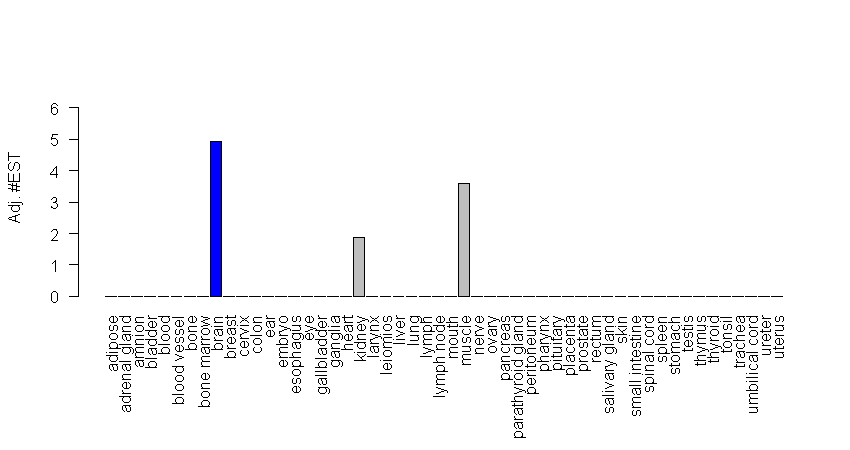 6
5
4
3
2
1
0
Adj. #EST
adipose
adrenal gland
amnion
bladder
blood
blood vessel
bone
bone marrow
brain
breast
cervix
colon
ear
embryo
esophagus
eye
gallbladder
ganglia
heart
kidney
larynx
leiomios
liver
lung
lymph
lymph node
mouth
muscle
nerve
ovary
pancreas
parathyroid gland
peritoneum
pharynx
pituitary
placenta
prostate
rectum
salivary gland
skin
small intestine
spinal cord
spleen
stomach
testis
thymus
thyroid
tonsil
trachea
umbilical cord
ureter
uterus